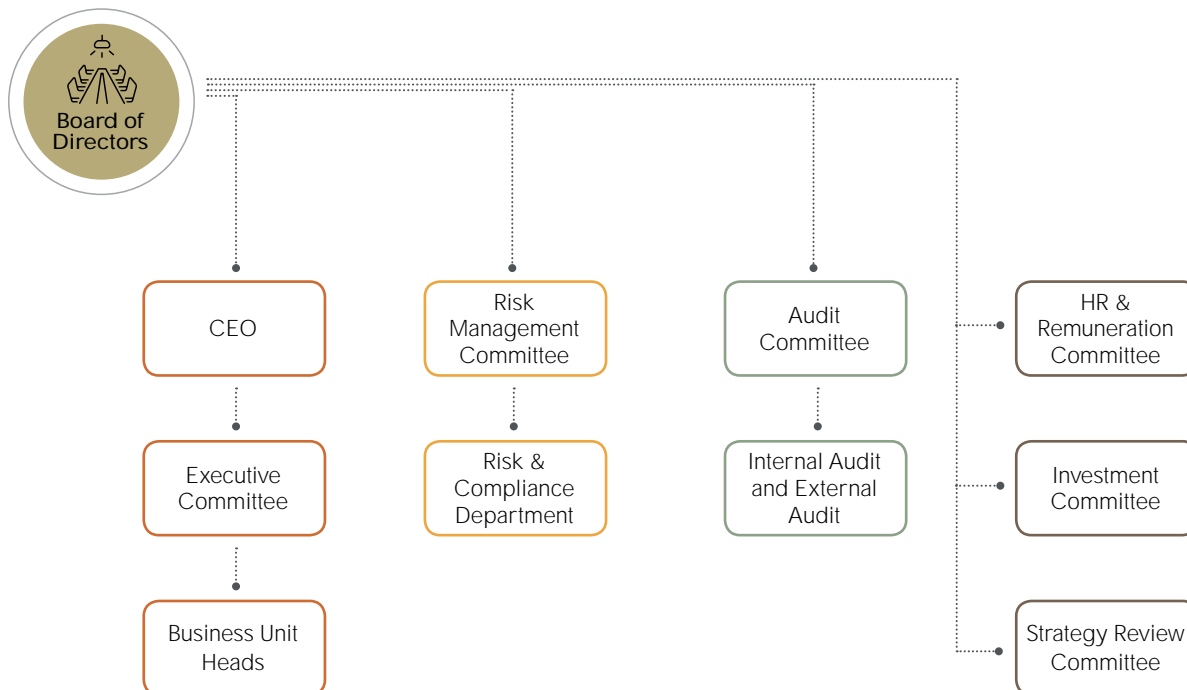 Board of
Directors
CEO
Risk
Management
Committee
Audit
Committee
HR &
Remuneration
Committee
Executive
Committee
Risk &
Compliance
Department
Internal Audit
and External
Audit
Investment
Committee
Business Unit
Heads
Strategy Review
Committee